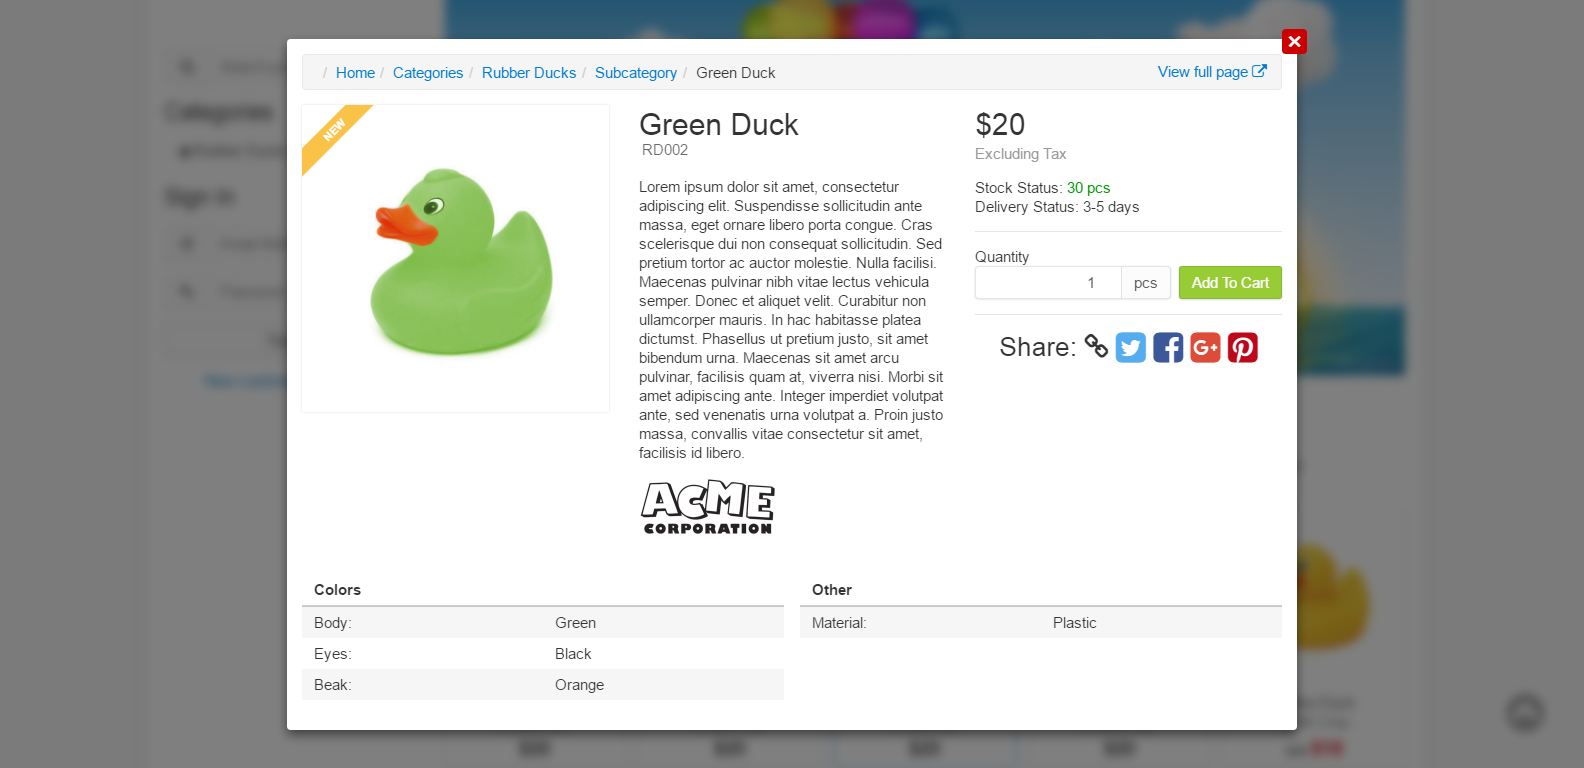 / Home / Categories / Rubber Ducks / Subcategory / Green Duck
View full page
NEW
Green Duck
RD002
Lorem ipsum dolor sit amet, consectetur
adipiscing elit. Suspendisse sollicitudin ante
massa, eget ornare libero porta congue. Cras
scelerisque dui non consequat sollicitudin. Sed
pretium tortor ac auctor molestie. Nulla facilisi.
Maecenas pulvinar nibh vitae lectus vehicula
semper. Donec et aliquet velit. Curabitur non
ullamcorper mauris. In hac habitasse platea
dictumst. Phasellus ut pretium justo, sit amet
bibendum urna. Maecenas sit amet arcu
pulvinar, facilisis quam at, viverra nisi. Morbi sit
amet adipiscing ante. Integer imperdiet volutpat
ante, sed venenatis urna volutpat a. Proin justo
massa, convallis vitae consectetur sit amet,
facilisis id libero.
ACME
CORPORATION
$20
Excluding Tax
Stock Status: 30 pcs
Delivery Status: 3-5 days
Quantity
1 pcs
Add To Cart
Share:
Colors
Body: Green
Eyes: Black
Beak: Orange
Other
Material: Plastic
Categories
Sign In
$20
$20
$20
$20